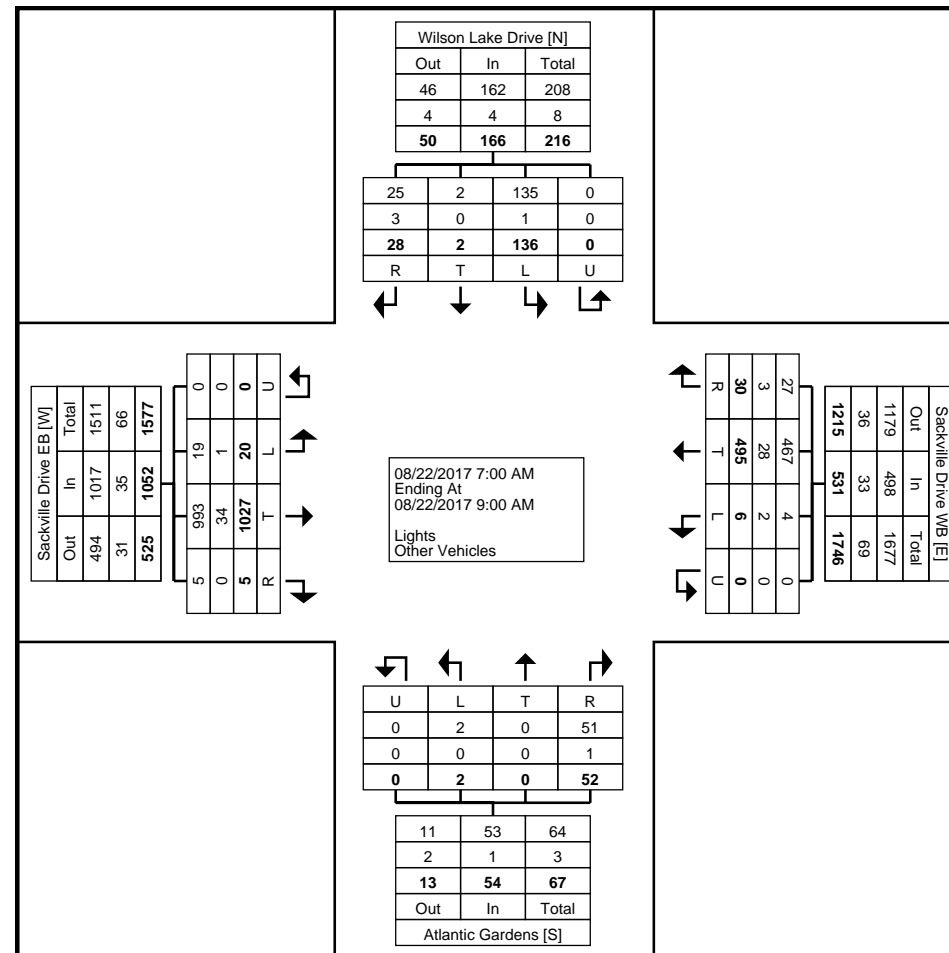 Wilson Lake Drive [N]
Out In Total
46 162 208
4 4 8
50 166 216
25 2 135 0
3 0 1 0
28 2 136 0
R T L U
Sackville Drive EB [W]
Total In Out
1511 1017 494
66 35 31
1577 1052 525
0 19 993 5
0 1 34 0
0 20 1027 5
U L T R
08/22/2017 7:00 AM
Ending At
08/22/2017 9:00 AM
Lights
Other Vehicles
R T L U
30 495 6 0
3 28 2 0
27 467 4 0
1215 531 1746
36 33 69
1179 498 1677
Out In Total
Sackville Drive WB [E]
U L T R
0 2 0 51
0 0 0 1
0 2 0 52
11 53 64
2 1 3
13 54 67
Out In Total
Atlantic Gardens [S]